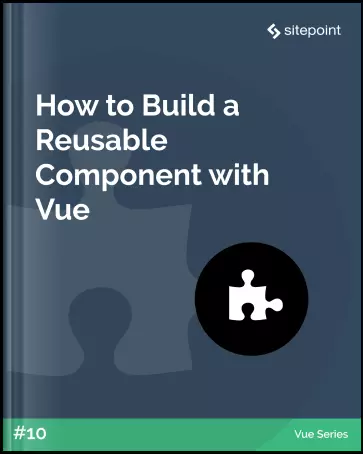 sitepoint
How to Build a
Reusable
Component with
Vue
#10
Vue Series